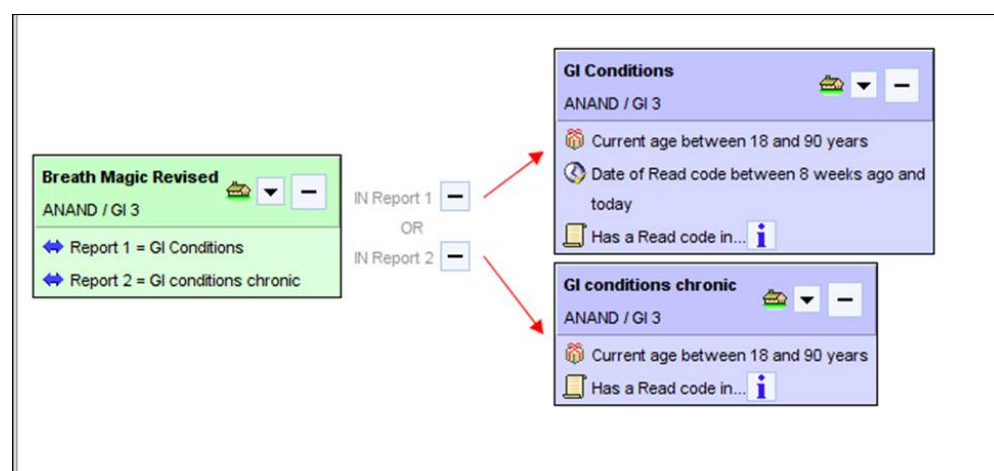 Breath Magic Revised
ANAND / GI 3
Report 1 = GI Conditions
Report 2 = GI conditions chronic
IN Report 1
OR
IN Report 2
GI Conditions
ANAND / GI 3
Current age between 18 and 90 years
Date of Read code between 8 weeks ago and
today
Has a Read code in... i
GI conditions chronic
ANAND / GI 3
Current age between 18 and 90 years
Has a Read code in... i